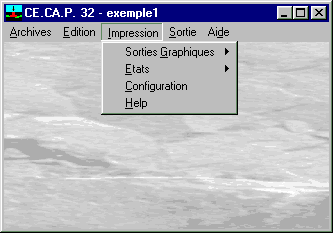 CE.CA.P. 32 - exemple1
Archives Edition Impression Sortie Aide
Sorties Graphiques
Etats
Configuration
Help